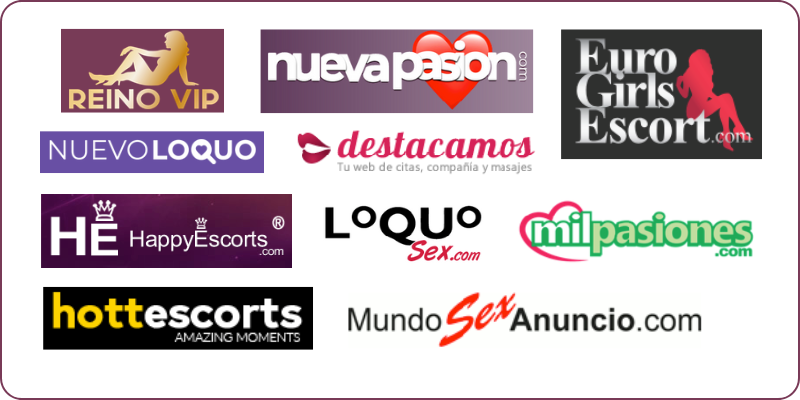 REINO VIP
nuevapasion.com
Euro
Girls
Escort.com
NUEVOLOQUO
destacamos
Tu web de citas, compañía y masajes
HE HappyEscorts.com ®
LoQUo
Sex.com
milpasiones
.com
hottescorts
AMAZING MOMENTS
MundoSexAnuncio.com